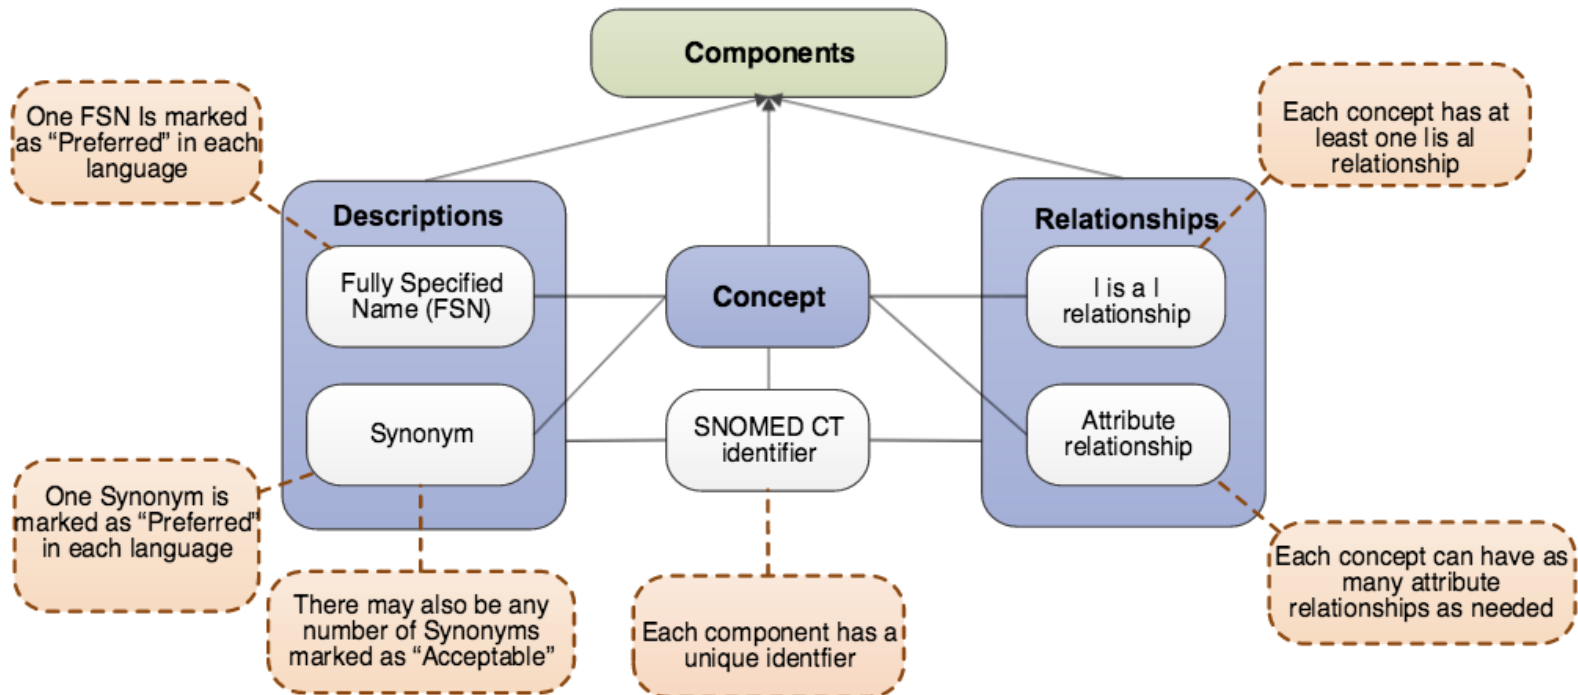 Components
One FSN Is marked
as “Preferred” in each
language
Each concept has at
least one lis al
relationship
Descriptions
Relationships
Fully Specified
Name (FSN)
Concept
I is a I
relationship
Synonym
SNOMED CT
identifier
Attribute
relationship
One Synonym is
marked as “Preferred”
in each language
There may also be any
number of Synonyms
marked as “Acceptable”
Each component has a
unique identfier
Each concept can have as
many attribute
relationships as needed